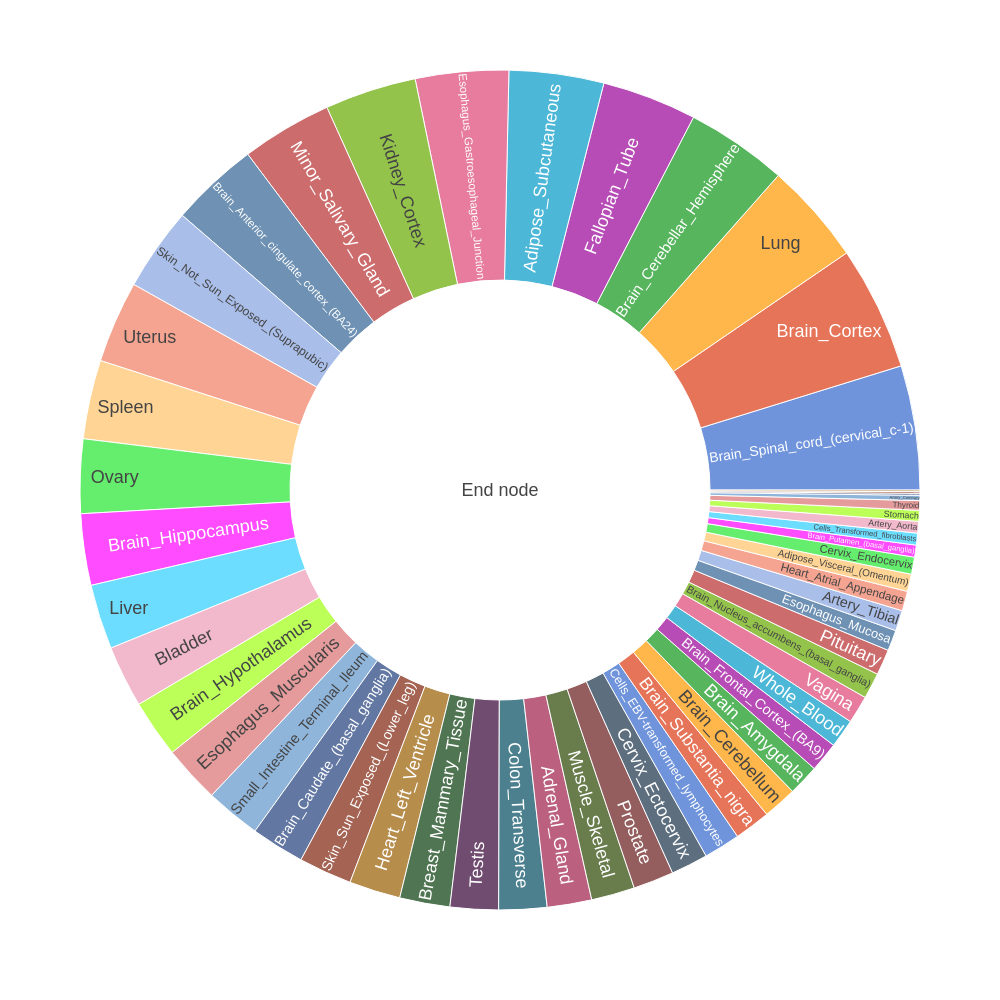 Esophagus_Gastroesophageal_Junction
Adipose_Subcutaneous
Fallopian_Tube
Brain_Cerebellar_Hemisphere
Lung
Brain_Cortex
Brain_Spinal_cord_(cervical_c-1)
Thyroid
Stomach
Artery_Aorta
Cells_Transformed_fibroblasts
Brain_Putamen_(basal_ganglia)
Cervix_Endocervix
Adipose_Visceral_(Omentum)
Heart_Atrial_Appendage
Artery_Tibial
Esophagus_Mucosa
Pituitary
Brain_Nucleus_accumbens_(basal_ganglia)
Vagina
Whole_Blood
Brain_Frontal_Cortex_(BA9)
Brain_Amygdala
Brain_Cerebellum
Brain_Substantia_nigra
Cells_EBV-transformed_lymphocytes
Cervix_Ectocervix
Prostate
Muscle_Skeletal
Adrenal_Gland
Colon_Transverse
Testis
Breast_Mammary_Tissue
Heart_Left_Ventricle
Skin_Sun_Exposed_(Lower_leg)
Brain_Caudate_(basal_ganglia)
Small_Intestine_Terminal_Ileum
Esophagus_Muscularis
Brain_Hypothalamus
Bladder
Liver
Brain_Hippocampus
Ovary
Spleen
Uterus
Skin_Not_Sun_Exposed_(Suprapubic)
Brain_Anterior_cingulate_cortex_(BA24)
Minor_Salivary_Gland
Kidney_Cortex
End node